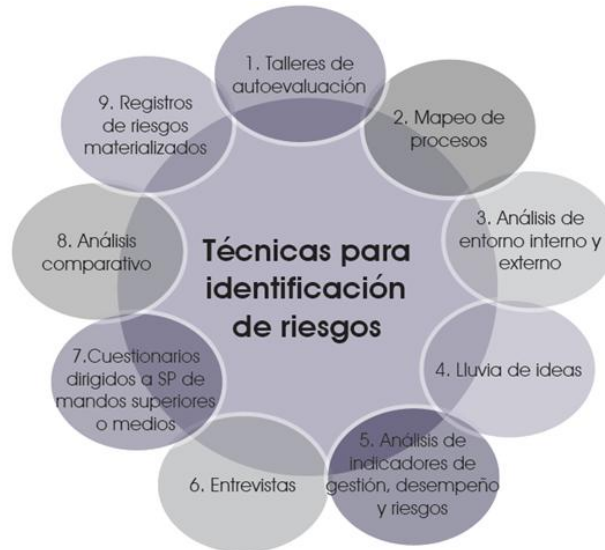 1. Talleres de
autoevaluación
2. Mapeo de
procesos
3. Análisis de
entorno interno y
externo
4. Lluvia de ideas
5. Análisis de
indicadores de
gestión, desempeño
y riesgos
6. Entrevistas
7.Cuestionarios
dirigidos a SP de
mandos superiores
o medios
8. Análisis
comparativo
9. Registros
de riesgos
materializados
Técnicas para
identificación
de riesgos